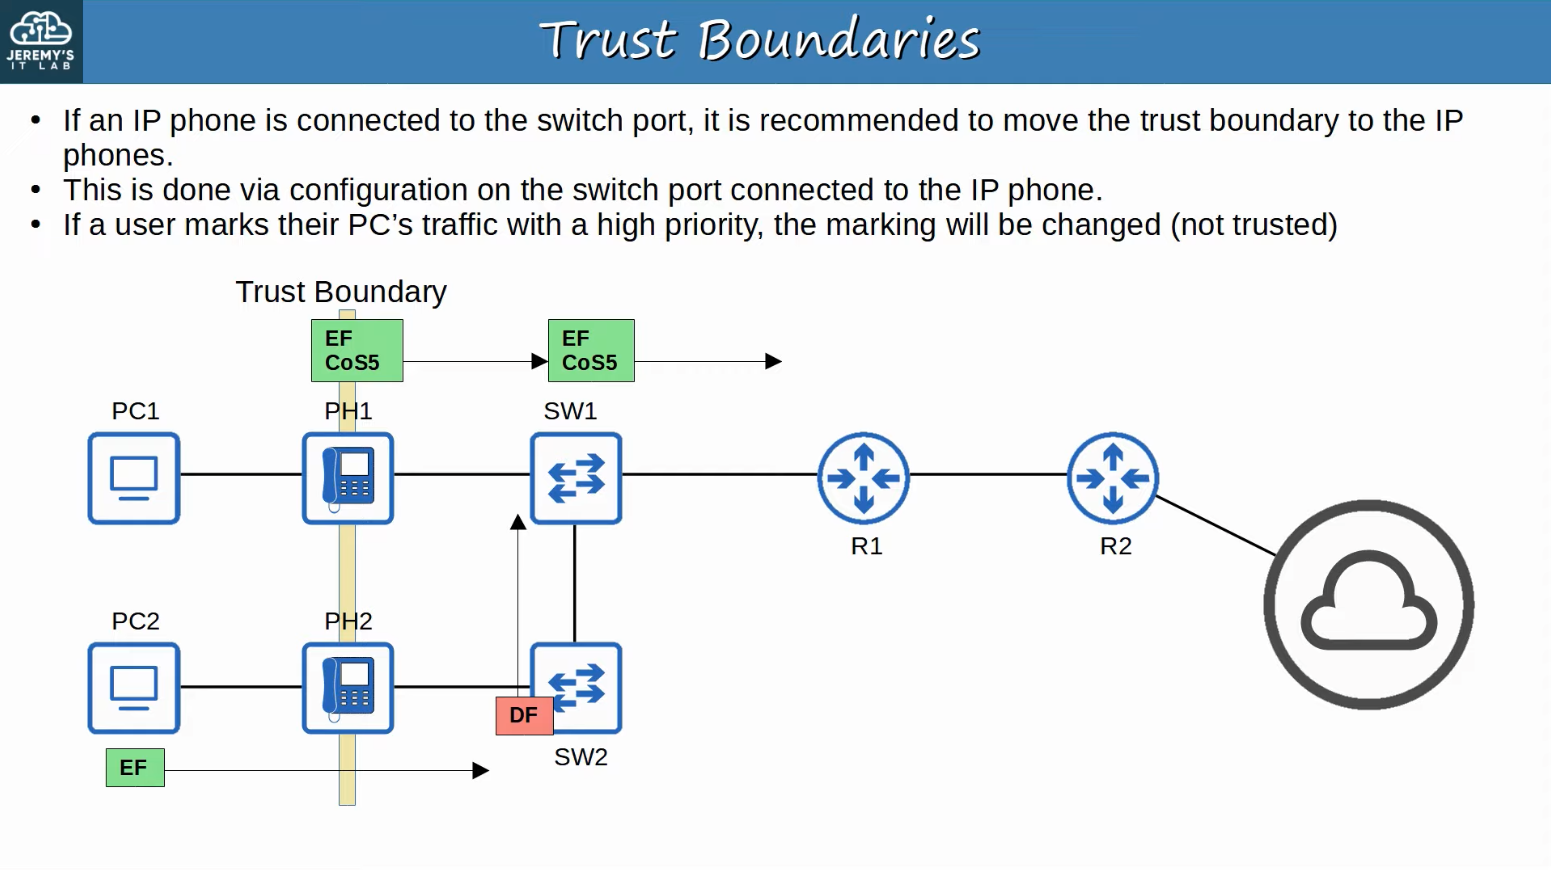 JEREMY'S
IT LAB
Trust Boundaries
• If an IP phone is connected to the switch port, it is recommended to move the trust boundary to the IP
phones.
• This is done via configuration on the switch port connected to the IP phone.
• If a user marks their PC’s traffic with a high priority, the marking will be changed (not trusted)
Trust Boundary
EF
CoS5
EF
CoS5
PC1
PH1
SW1
R1
R2
PC2
PH2
DF
SW2
EF